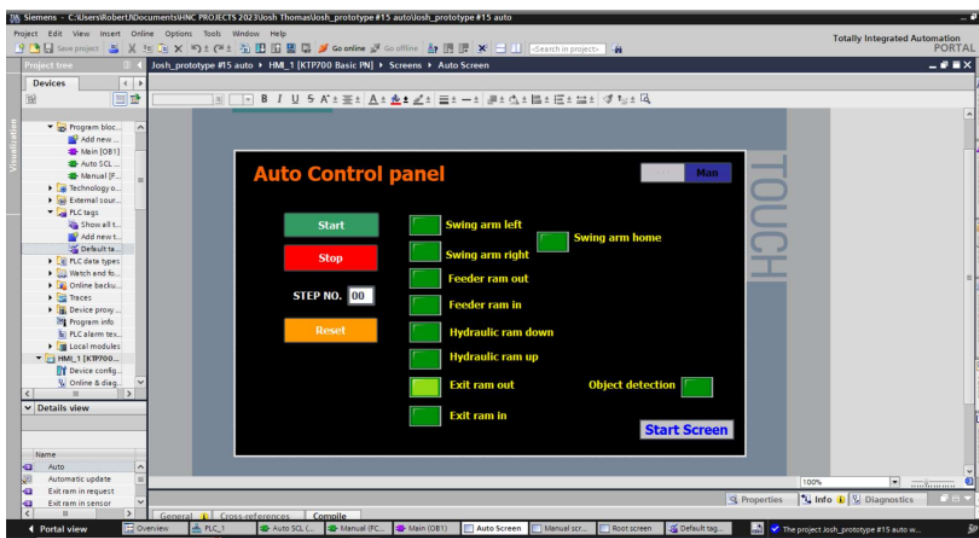 Siemens - C:\Users\RobertJ\Documents\HNC PROJECTS 2023\Josh Thomas\Josh_prototype #15 auto\Josh_prototype #15 auto
Project Edit View Insert Online Options Tools Window Help
Totally Integrated Automation
PORTAL
Save project
Go online
Go offline
<Search in project>
Project tree
Josh_prototype #15 auto ▸ HMI_1 [KTP700 Basic PN] ▸ Screens ▸ Auto Screen
Devices
Visualization
Program bloc...
Add new ...
Main [OB1]
Auto SCL ...
Manual [F...
Technology o...
External sour...
PLC tags
Show all t...
Add new t...
Default ta...
PLC data types
Watch and fo...
Online backu...
Traces
Device proxy ...
Program info
PLC alarm tex...
Local modules
HMI_1 [KTP700...
Device config...
Online & diag...
Details view
Name
Auto
Automatic update
Exit ram in request
Exit ram in sensor
Auto Control panel
Man
TOUCH
Start
Stop
STEP NO. 00
Reset
Swing arm left
Swing arm home
Swing arm right
Feeder ram out
Feeder ram in
Hydraulic ram down
Hydraulic ram up
Exit ram out
Object detection
Exit ram in
Start Screen
100%
Properties
Info
Diagnostics
General
Cross-references
Compile
Portal view
Overview
PLC_1
Auto SCL (...
Manual (FC...
Main (OB1)
Auto Screen
Manual scr...
Root screen
Default tag...
The project Josh_prototype #15 auto w...